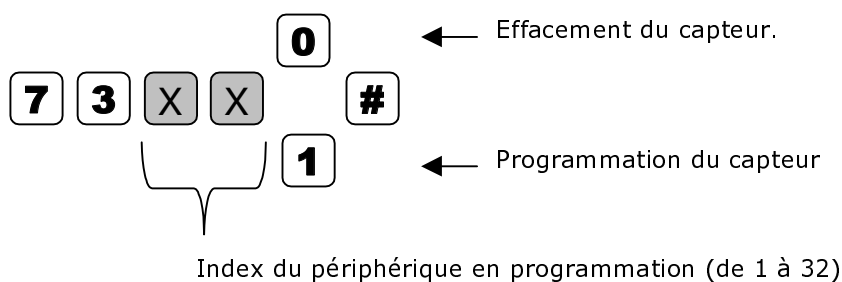 0 Effacement du capteur.
7 3 X X #
1 Programmation du capteur
Index du périphérique en programmation (de 1 à 32)